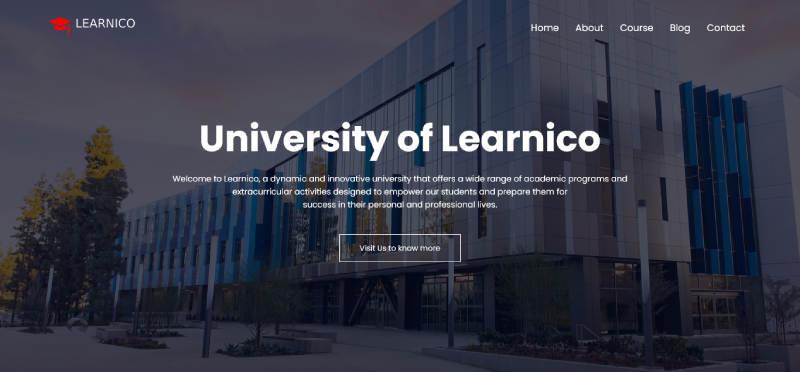 LEARNICO
Home About Course Blog Contact
University of Learnico
Welcome to Learnico, a dynamic and innovative university that offers a wide range of academic programs and
extracurricular activities designed to empower our students and prepare them for
success in their personal and professional lives.
Visit Us to know more